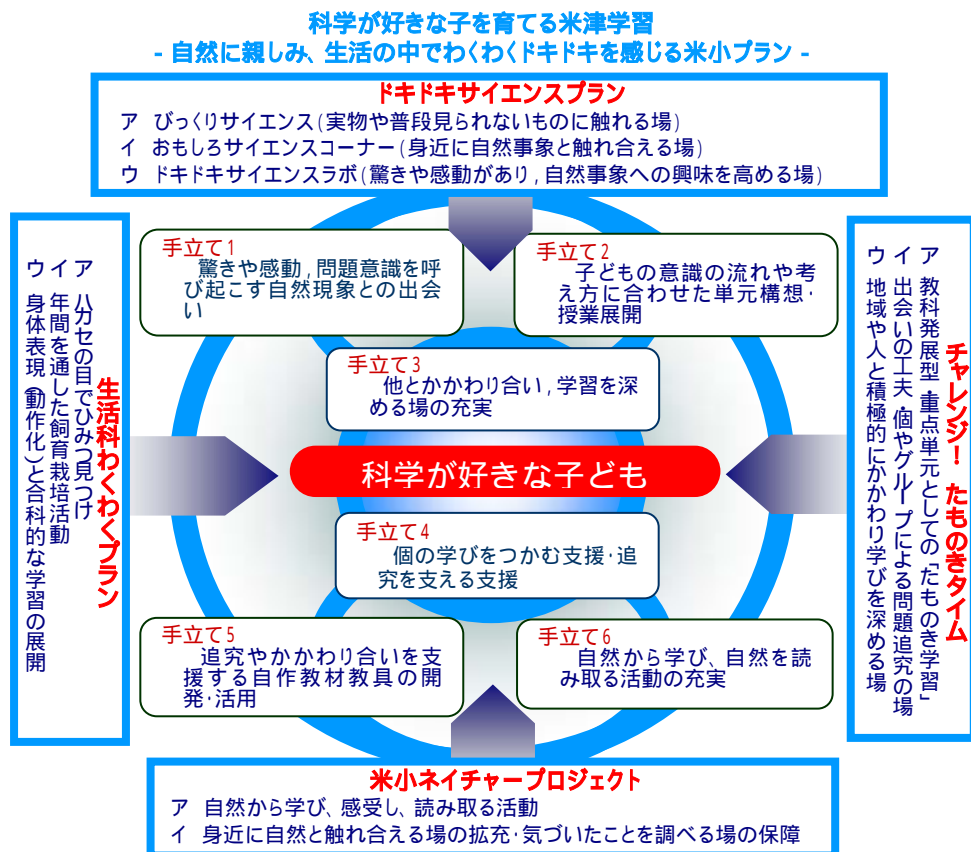 科学が好きな子を育てる米津学習
- 自然に親しみ、生活の中でわくわくドキドキを感じる米小プラン -
ドキドキサイエンスプラン
ア びっくりサイエンス(実物や普段見られないものに触れる場)
イ おもしろサイエンスコーナー(身近に自然事象と触れ合える場)
ウ ドキドキサイエンスラボ(驚きや感動があり,自然事象への興味を高める場)
生活科わくわくプラン
ア ハカセの目でひみつ見つけ
イ 年間を通した飼育栽培活動
ウ 身体表現(動作化)と合科的な学習の展開
手立て1
驚きや感動,問題意識を呼
び起こす自然現象との出会
い
手立て2
子どもの意識の流れや考
え方に合わせた単元構想・
授業展開
手立て3
他とかかわり合い,学習を深
める場の充実
科学が好きな子ども
手立て4
個の学びをつかむ支援・追
究を支える支援
手立て5
追究やかかわり合いを支
援する自作教材教具の開
発・活用
手立て6
自然から学び、自然を読
み取る活動の充実
チャレンジ! たものきタイム
ア 教科発展型・重点単元としての「たものき学習」
イ 出会いの工夫・個やグループによる問題追究の場
ウ 地域や人と積極的にかかわり学びを深める場
米小ネイチャープロジェクト
ア 自然から学び、感受し、読み取る活動
イ 身近に自然と触れ合える場の拡充・気づいたことを調べる場の保障